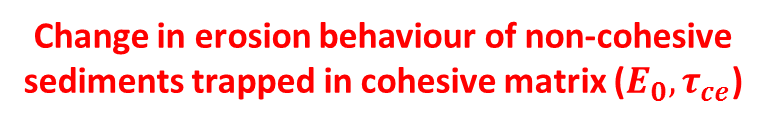 Change in erosion behaviour of non-cohesive
sediments trapped in cohesive matrix (𝑬₀, 𝝉𝒄𝒆)